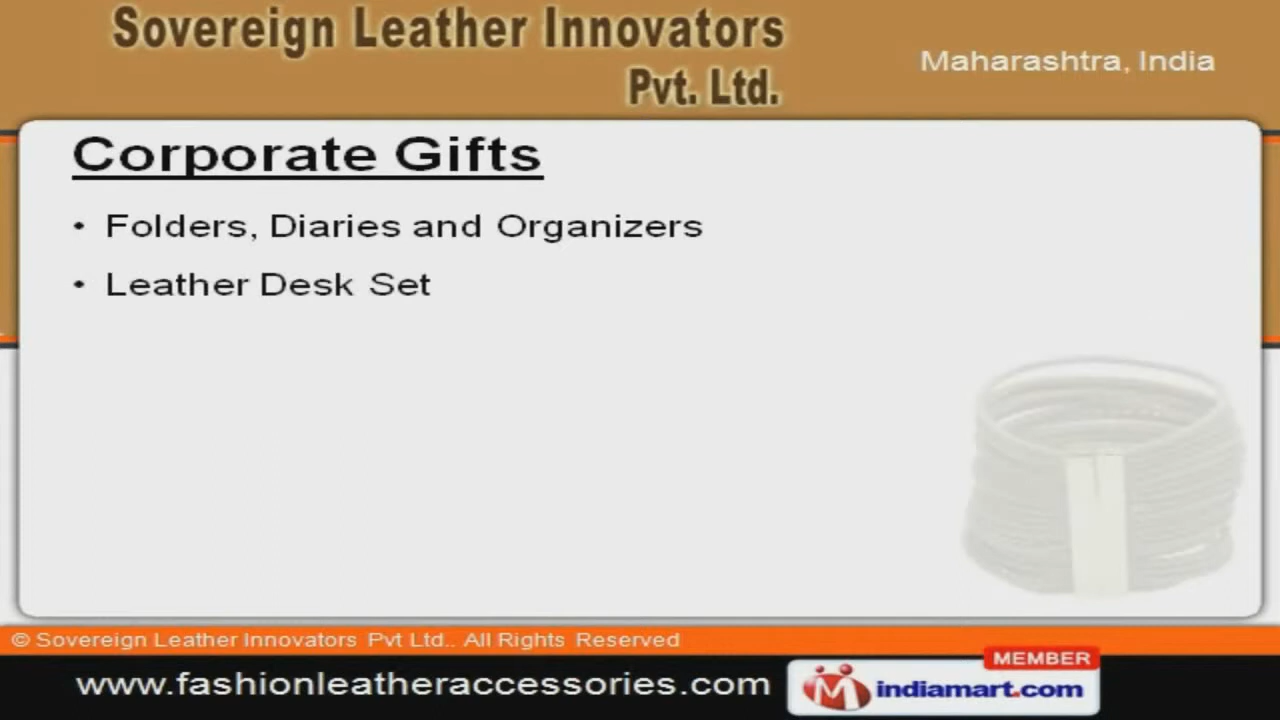 Sovereign Leather Innovators
Pvt. Ltd.
Maharashtra, India
Corporate Gifts
• Folders, Diaries and Organizers
• Leather Desk Set
© Sovereign Leather Innovators Pvt Ltd.. All Rights Reserved
www.fashionleatheraccessories.com
MEMBER
indiamart.com